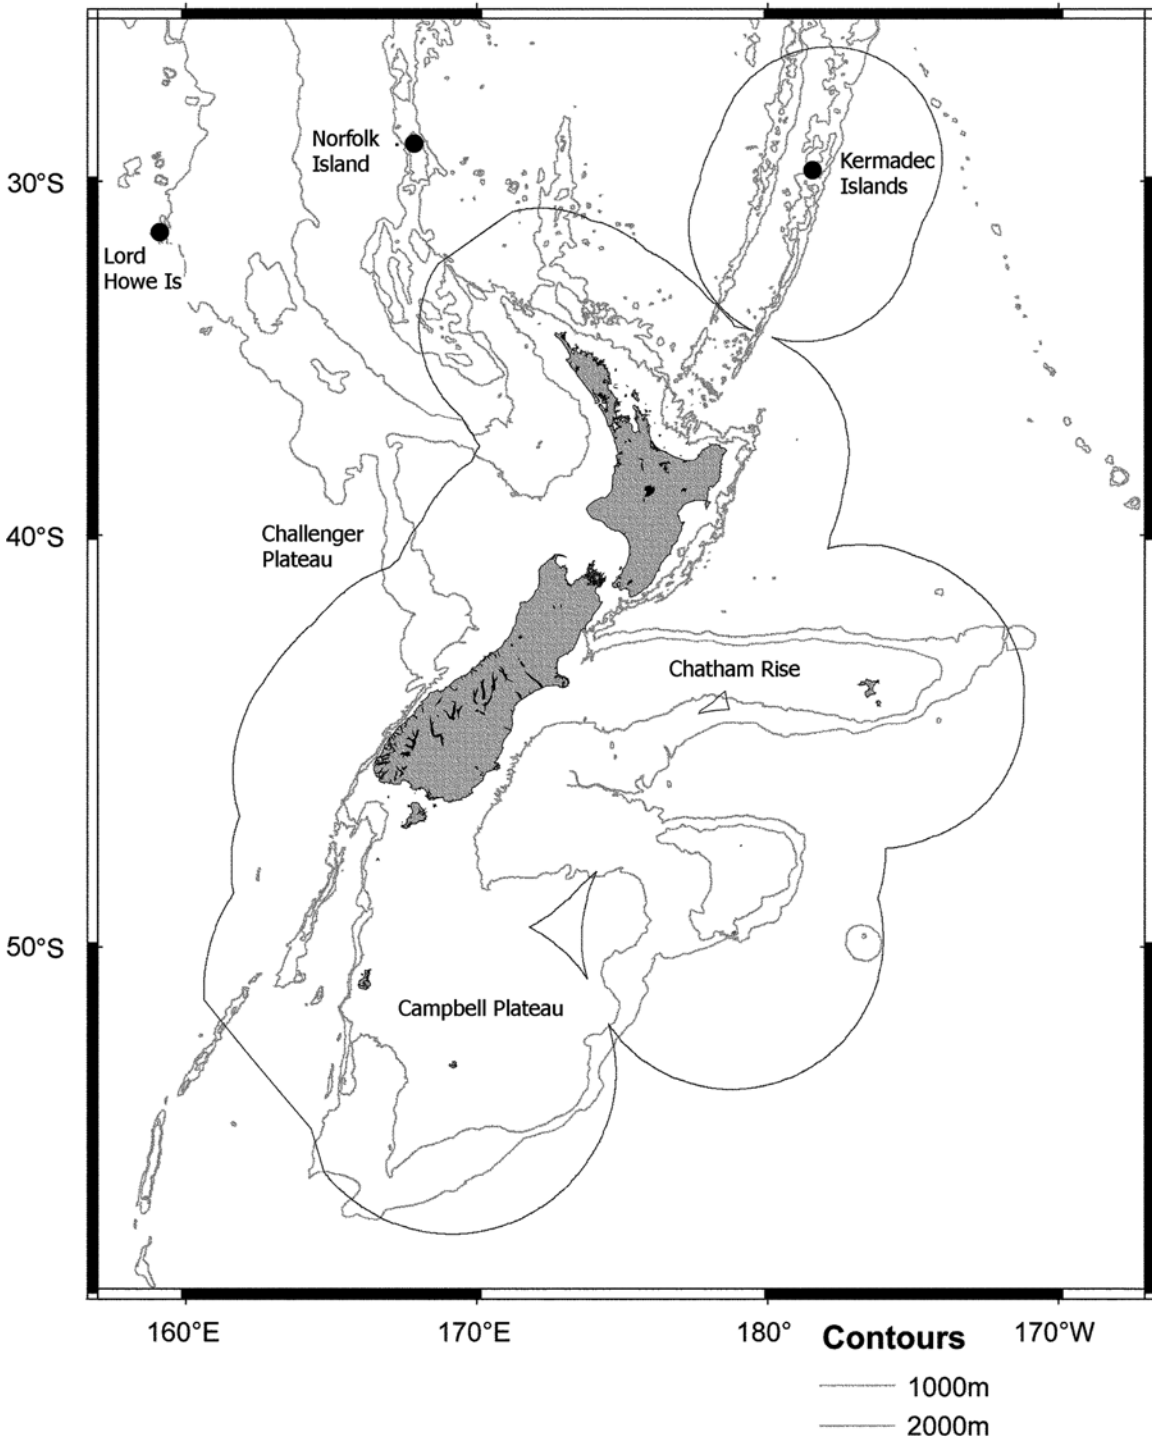 Norfolk
Island
Kermadec
Islands
30°S
Lord
Howe Is
Challenger
Plateau
40°S
Chatham Rise
50°S
Campbell Plateau
160°E
170°E
180°
170°W
Contours
1000m
2000m